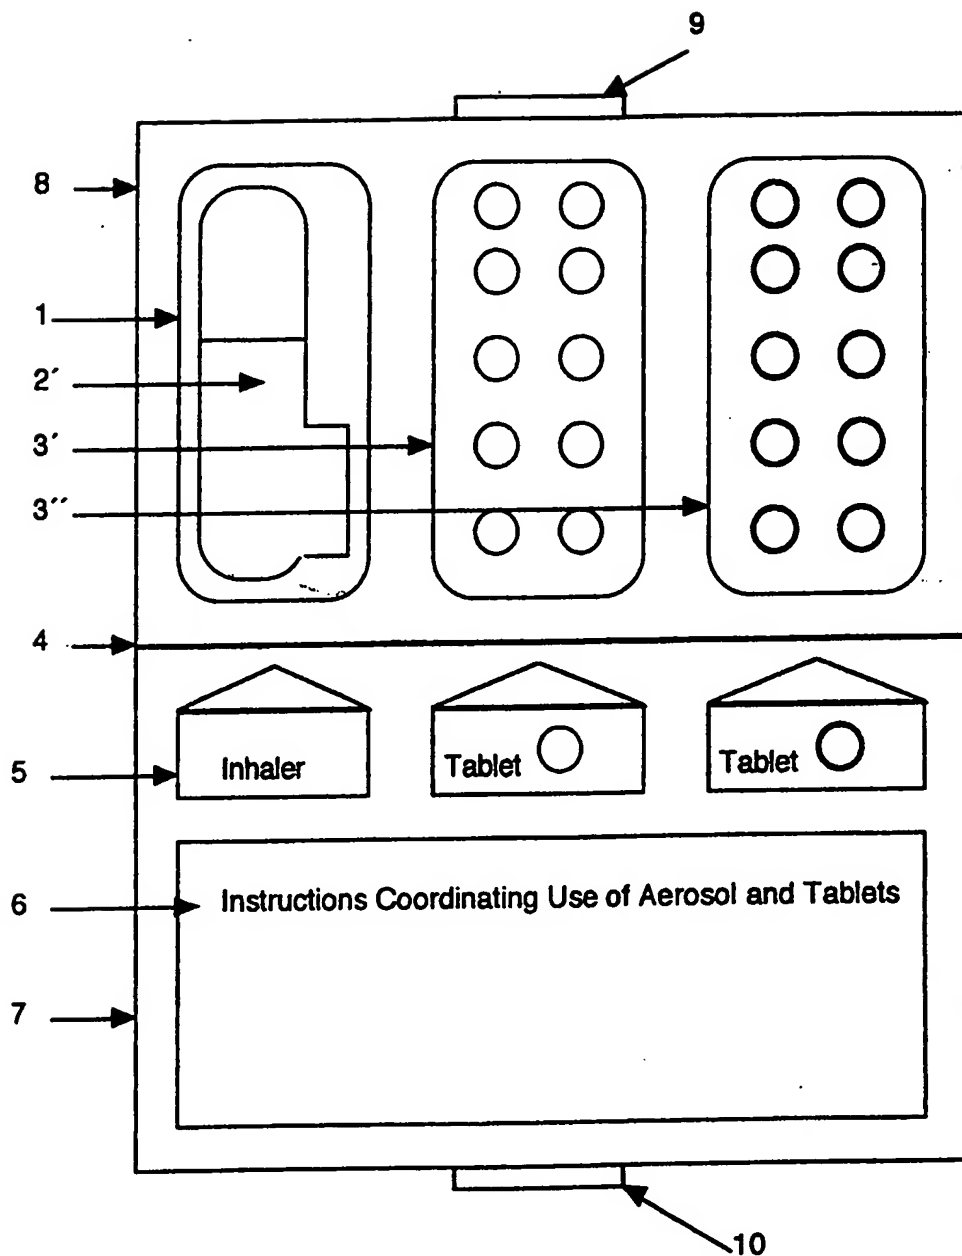 9
8
1
2′
3′
3′′
4
5
Inhaler
Tablet
Tablet
6
Instructions Coordinating Use of Aerosol and Tablets
7
10